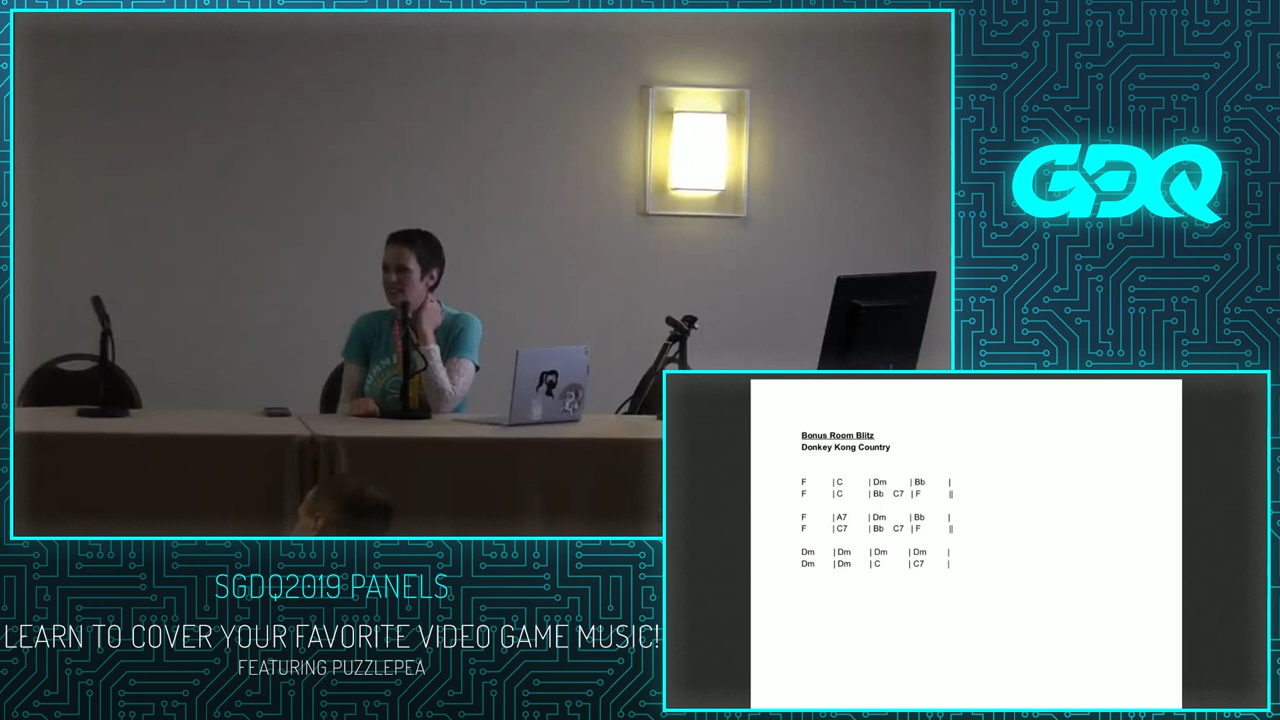 GDQ
Bonus Room Blitz
Donkey Kong Country
F | C | Dm | Bb |
F | C | Bb C7 | F ||
F | A7 | Dm | Bb |
F | C7 | Bb C7 | F ||
Dm | Dm | Dm | Dm |
Dm | Dm | C | C7 |
SGDQ2019 PANELS
LEARN TO COVER YOUR FAVORITE VIDEO GAME MUSIC!
FEATURING PUZZLEPEA